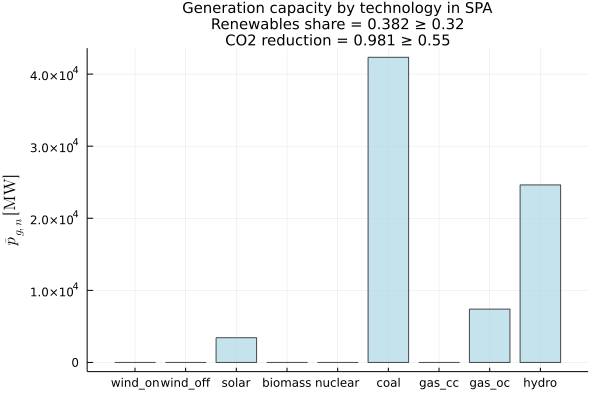 Generation capacity by technology in SPA
Renewables share = 0.382 ≥ 0.32
CO2 reduction = 0.981 ≥ 0.55
p̄_{g,n} [MW]
4.0×10⁴
3.0×10⁴
2.0×10⁴
1.0×10⁴
0
wind_on wind_off solar biomass nuclear coal gas_cc gas_oc hydro